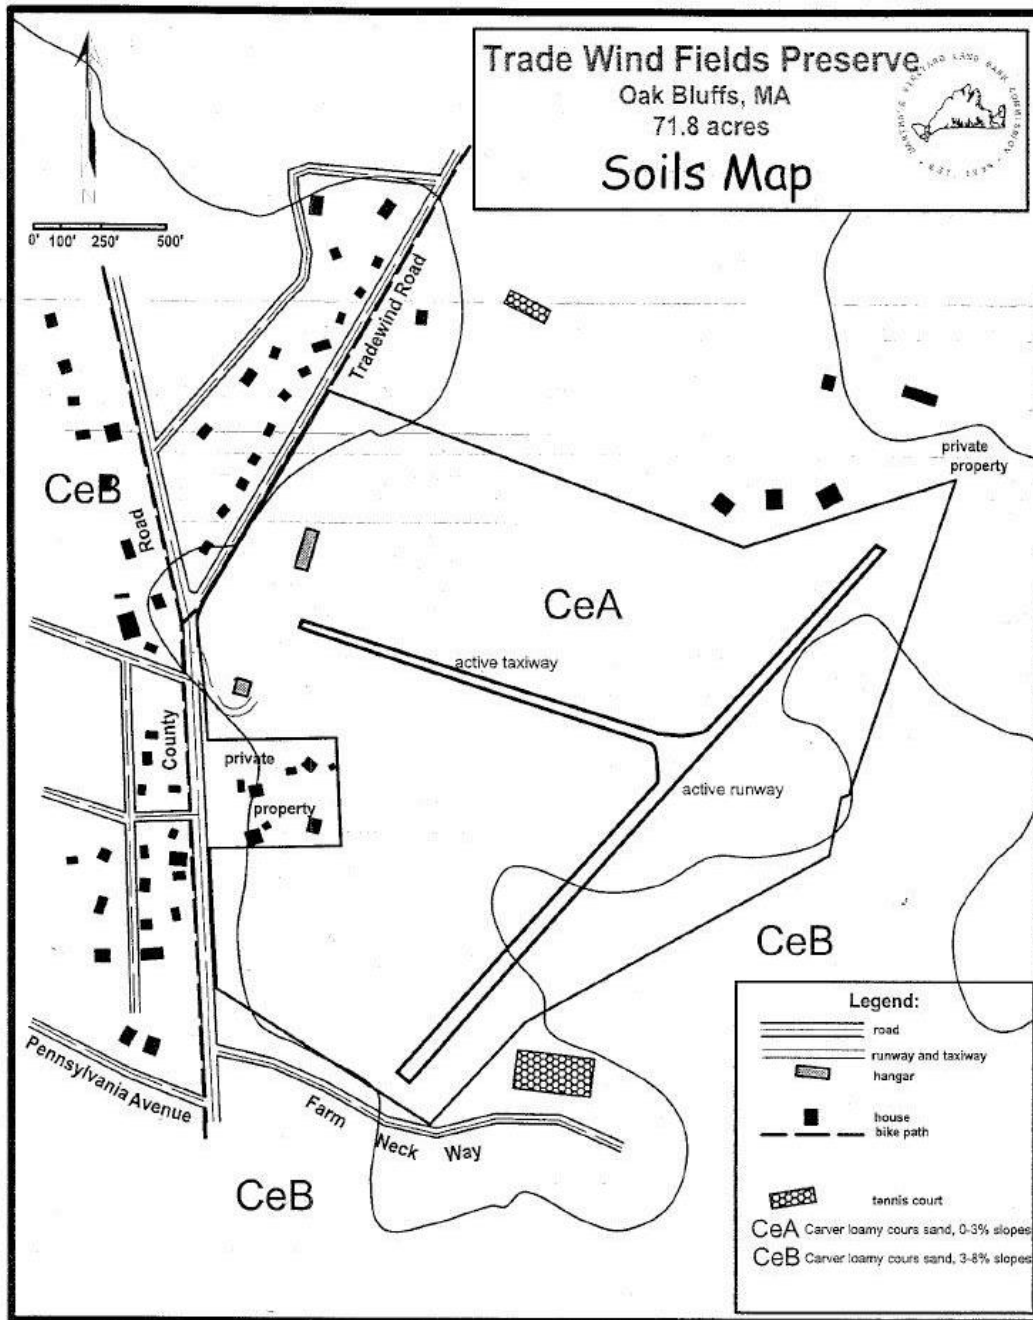 Trade Wind Fields Preserve
Oak Bluffs, MA
71.8 acres
Soils Map
N
0' 100' 250' 500'
Tradewind Road
private
property
CeB
Road
CeA
active taxiway
County
private
property
active runway
CeB
Pennsylvania Avenue
Farm Neck Way
CeB
Legend:
road
runway and taxiway
hangar
house
bike path
tennis court
CeA Carver loamy cours sand, 0-3% slopes
CeB Carver loamy cours sand, 3-8% slopes